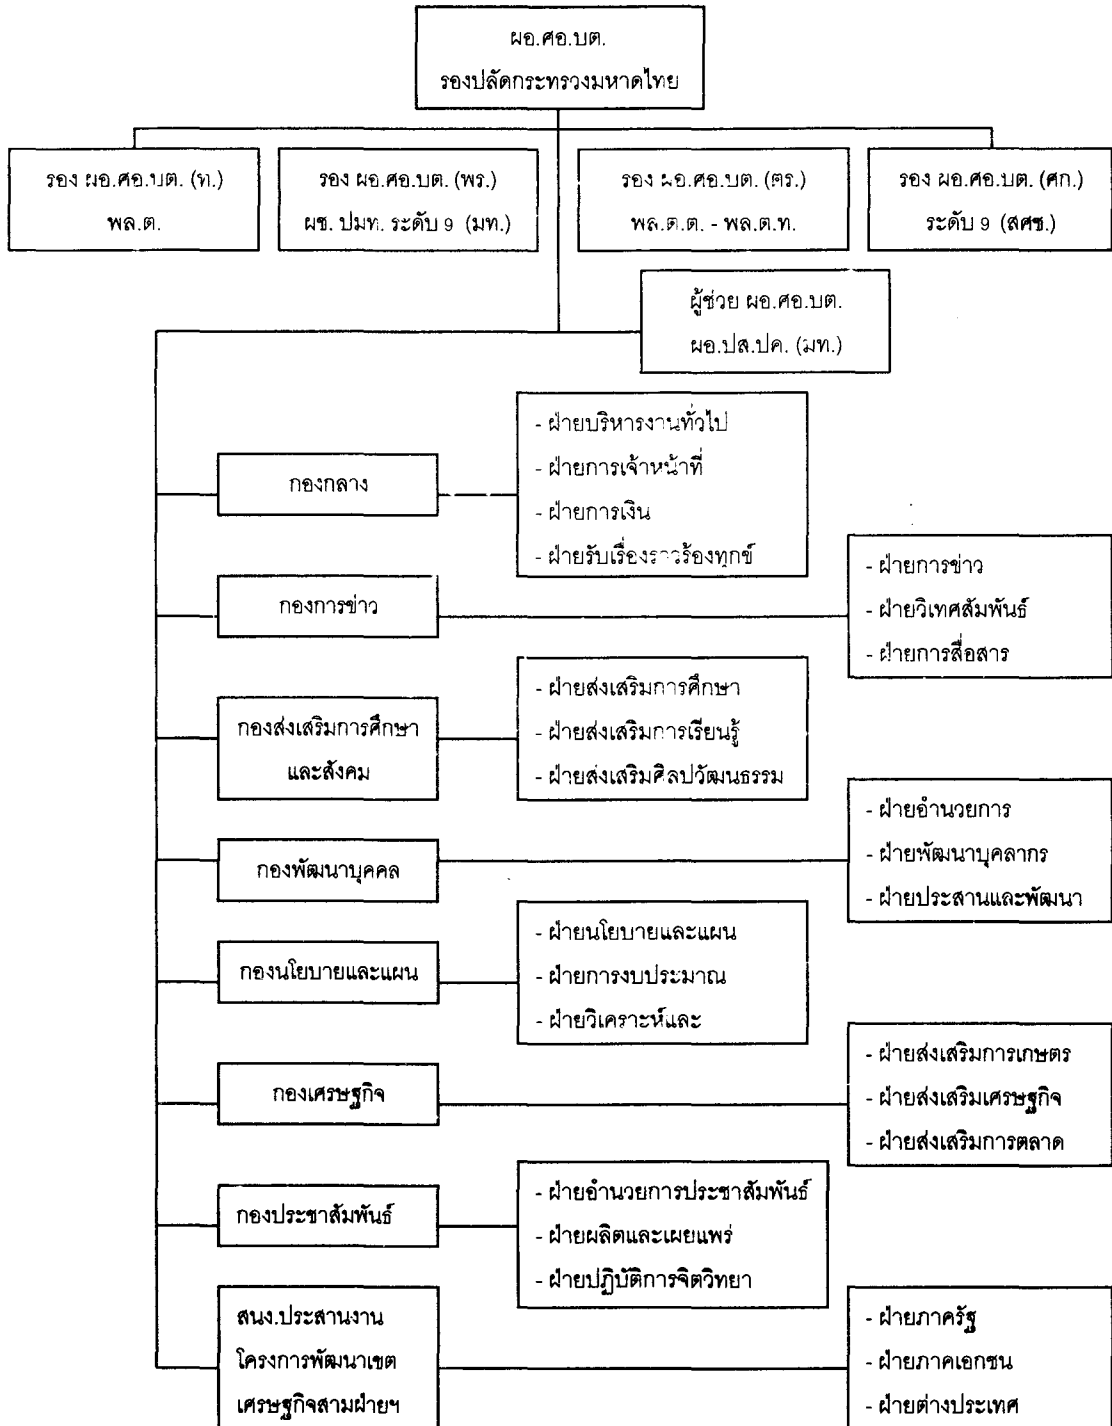 ผอ.ศอ.บต.
รองปลัดกระทรวงมหาดไทย
รอง ผอ.ศอ.บต. (ท.)
พล.ต.
รอง ผอ.ศอ.บต. (พร.)
ผช. ปมท. ระดับ 9 (มท.)
รอง ผอ.ศอ.บต. (ตร.)
พล.ต.ต. - พล.ต.ท.
รอง ผอ.ศอ.บต. (ศก.)
ระดับ 9 (สศช.)
ผู้ช่วย ผอ.ศอ.บต.
ผอ.ปส.ปค. (มท.)
กองกลาง
- ฝ่ายบริหารงานทั่วไป
- ฝ่ายการเจ้าหน้าที่
- ฝ่ายการเงิน
- ฝ่ายรับเรื่องราวร้องทุกข์
กองการข่าว
- ฝ่ายการข่าว
- ฝ่ายวิเทศสัมพันธ์
- ฝ่ายการสื่อสาร
กองส่งเสริมการศึกษา
และสังคม
- ฝ่ายส่งเสริมการศึกษา
- ฝ่ายส่งเสริมการเรียนรู้
- ฝ่ายส่งเสริมศิลปวัฒนธรรม
กองพัฒนาบุคคล
- ฝ่ายอำนวยการ
- ฝ่ายพัฒนาบุคลากร
- ฝ่ายประสานและพัฒนา
กองนโยบายและแผน
- ฝ่ายนโยบายและแผน
- ฝ่ายการงบประมาณ
- ฝ่ายวิเคราะห์และ
กองเศรษฐกิจ
- ฝ่ายส่งเสริมการเกษตร
- ฝ่ายส่งเสริมเศรษฐกิจ
- ฝ่ายส่งเสริมการตลาด
กองประชาสัมพันธ์
- ฝ่ายอำนวยการประชาสัมพันธ์
- ฝ่ายผลิตและเผยแพร่
- ฝ่ายปฏิบัติการจิตวิทยา
สนง.ประสานงาน
โครงการพัฒนาเขต
เศรษฐกิจสามฝ่ายฯ
- ฝ่ายภาครัฐ
- ฝ่ายภาคเอกชน
- ฝ่ายต่างประเทศ